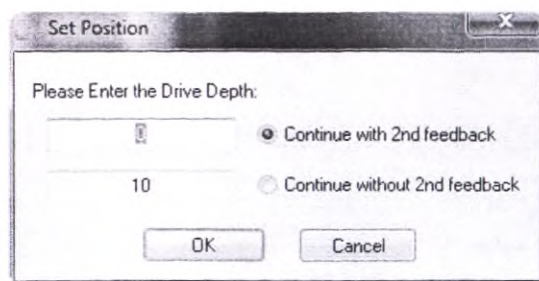 Set Position
Please Enter the Drive Depth:
Continue with 2nd feedback
10
Continue without 2nd feedback
OK
Cancel